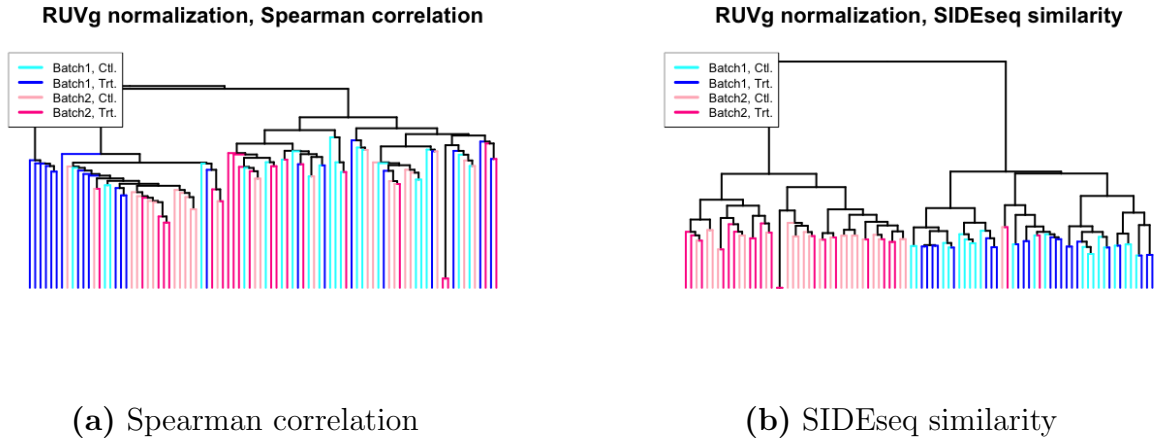 RUVg normalization, Spearman correlation
Batch1, Ctl.
Batch1, Trt.
Batch2, Ctl.
Batch2, Trt.
(a) Spearman correlation
RUVg normalization, SIDEseq similarity
Batch1, Ctl.
Batch1, Trt.
Batch2, Ctl.
Batch2, Trt.
(b) SIDEseq similarity